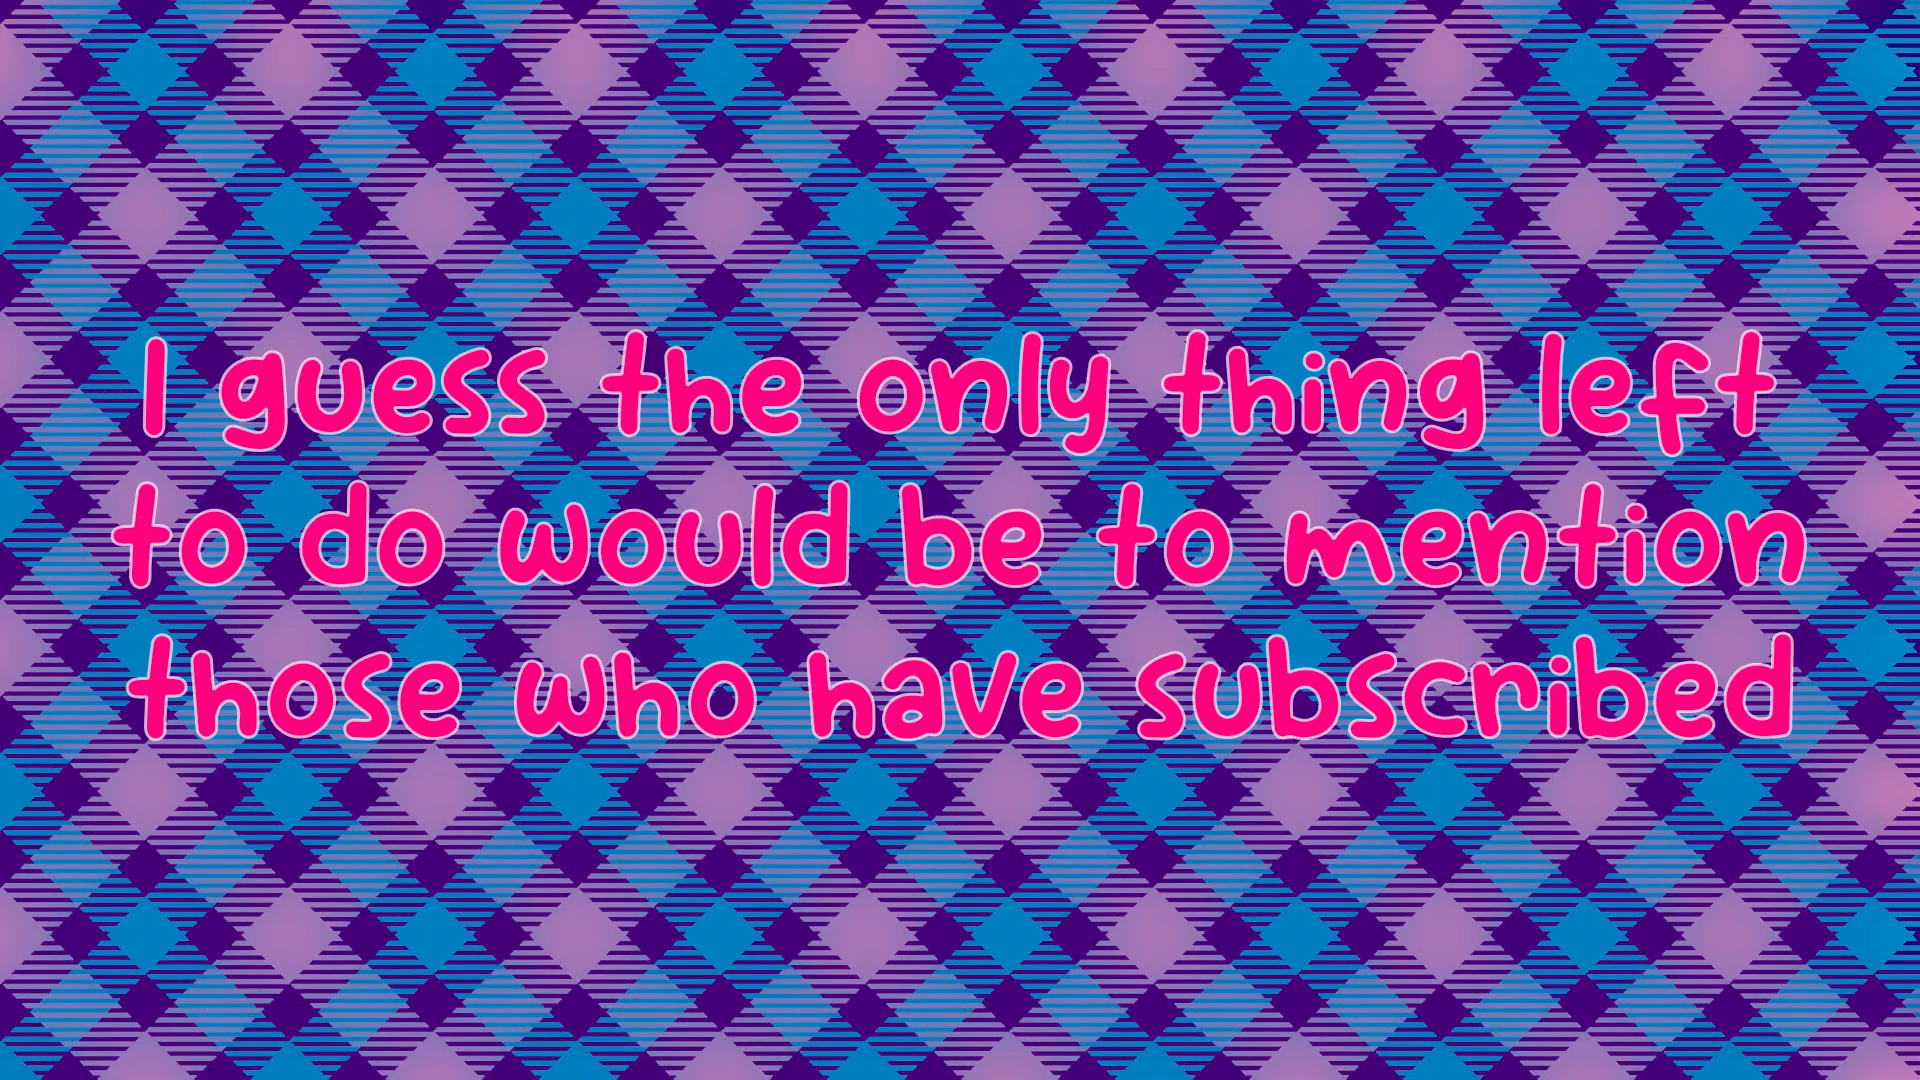 I guess the only thing left
to do would be to mention
those who have subscribed